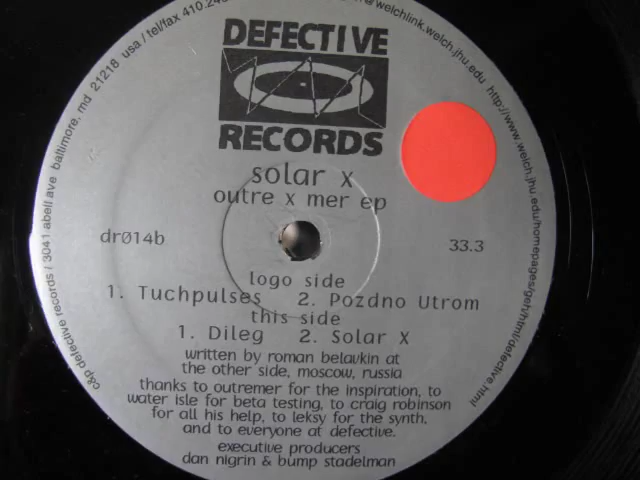 DEFECTIVE
RECORDS
solar x
outre x mer ep
dr014b
33.3
logo side
1. Tuchpulses 2. Pozdno Utrom
this side
1. Dileg 2. Solar X
written by roman belavkin at
the other side, moscow, russia
thanks to outremer for the inspiration, to
water isle for beta testing, to craig robinson
for all his help, to leksy for the synth,
and to everyone at defective.
executive producers
dan nigrin & bump stadelman
c&p defective records / 3041 abell ave baltimore, md 21218 usa / tel/fax 410.243
@welchlink.welch.jhu.edu http://www.welch.jhu.edu/homepages/geth/html/defective.html